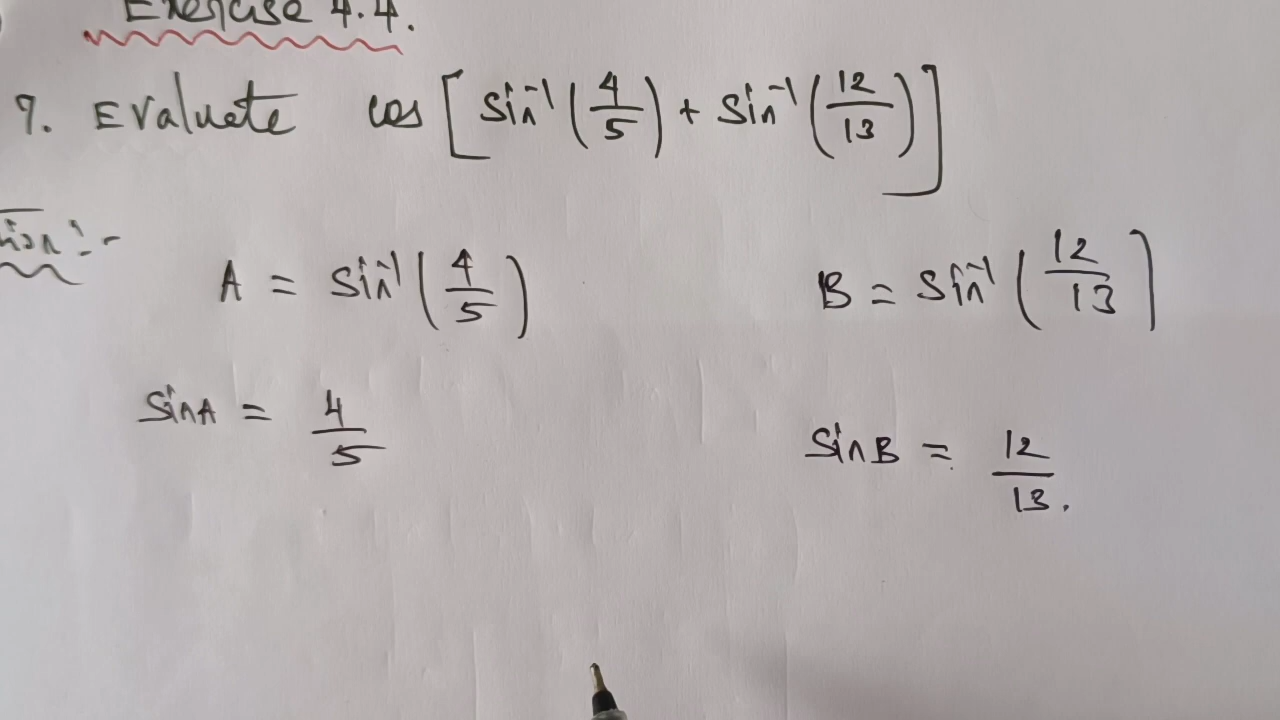 Exercise 4.4.
9. Evaluate cos [ Sin⁻¹ (4/5) + Sin⁻¹ (12/13) ]
A = Sin⁻¹ (4/5) B = Sin⁻¹ (12/13)
SinA = 4/5 SinB = 12/13.